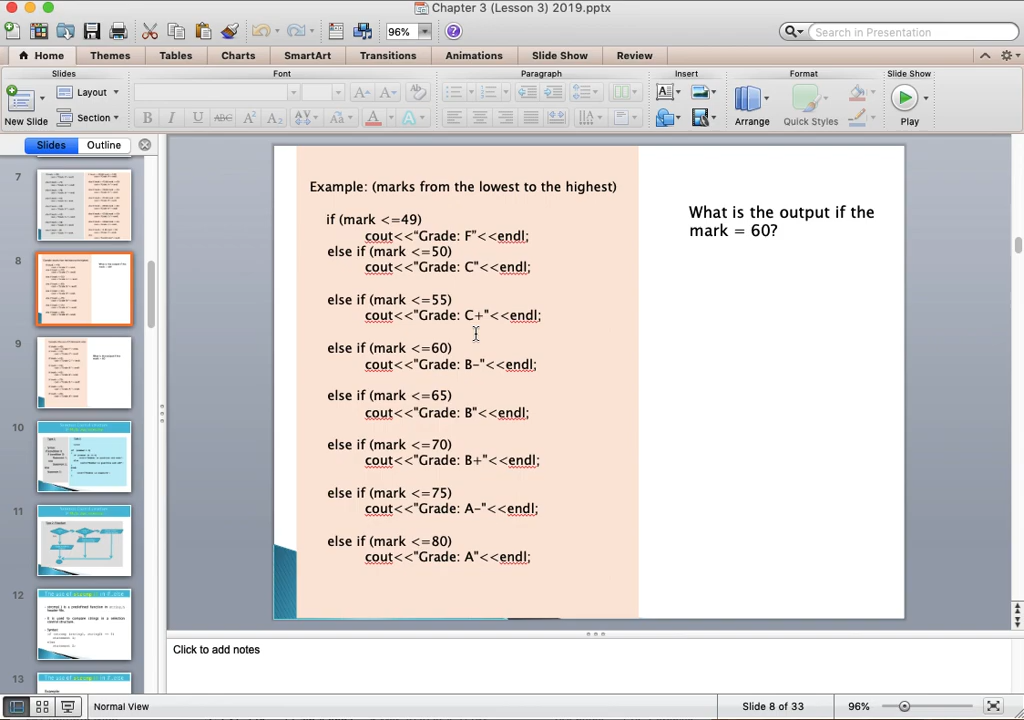 Chapter 3 (Lesson 3) 2019.pptx
96%
Search in Presentation
Home Themes Tables Charts SmartArt Transitions Animations Slide Show Review
Slides Font Paragraph Insert Format Slide Show
New Slide Layout Section Arrange Quick Styles Play
Slides Outline
7
8
9
10
11
12
13
Example: (marks from the lowest to the highest)
if (mark <=49)
cout<<"Grade: F"<<endl;
else if (mark <=50)
cout<<"Grade: C"<<endl;
else if (mark <=55)
cout<<"Grade: C+"<<endl;
else if (mark <=60)
cout<<"Grade: B-"<<endl;
else if (mark <=65)
cout<<"Grade: B"<<endl;
else if (mark <=70)
cout<<"Grade: B+"<<endl;
else if (mark <=75)
cout<<"Grade: A-"<<endl;
else if (mark <=80)
cout<<"Grade: A"<<endl;
What is the output if the
mark = 60?
Click to add notes
Normal View
Slide 8 of 33
96%